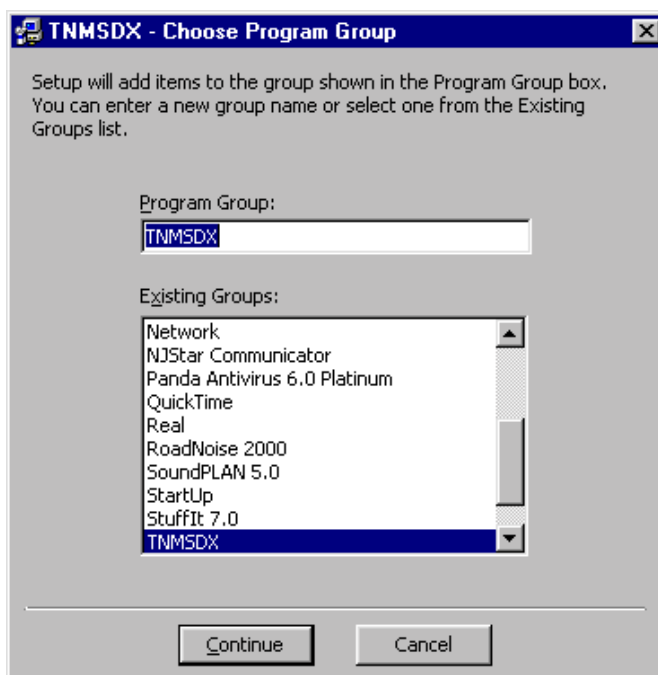 TNMSDX - Choose Program Group
Setup will add items to the group shown in the Program Group box.
You can enter a new group name or select one from the Existing
Groups list.
Program Group:
TNMSDX
Existing Groups:
Network
NJStar Communicator
Panda Antivirus 6.0 Platinum
QuickTime
Real
RoadNoise 2000
SoundPLAN 5.0
StartUp
StuffIt 7.0
TNMSDX
Continue
Cancel